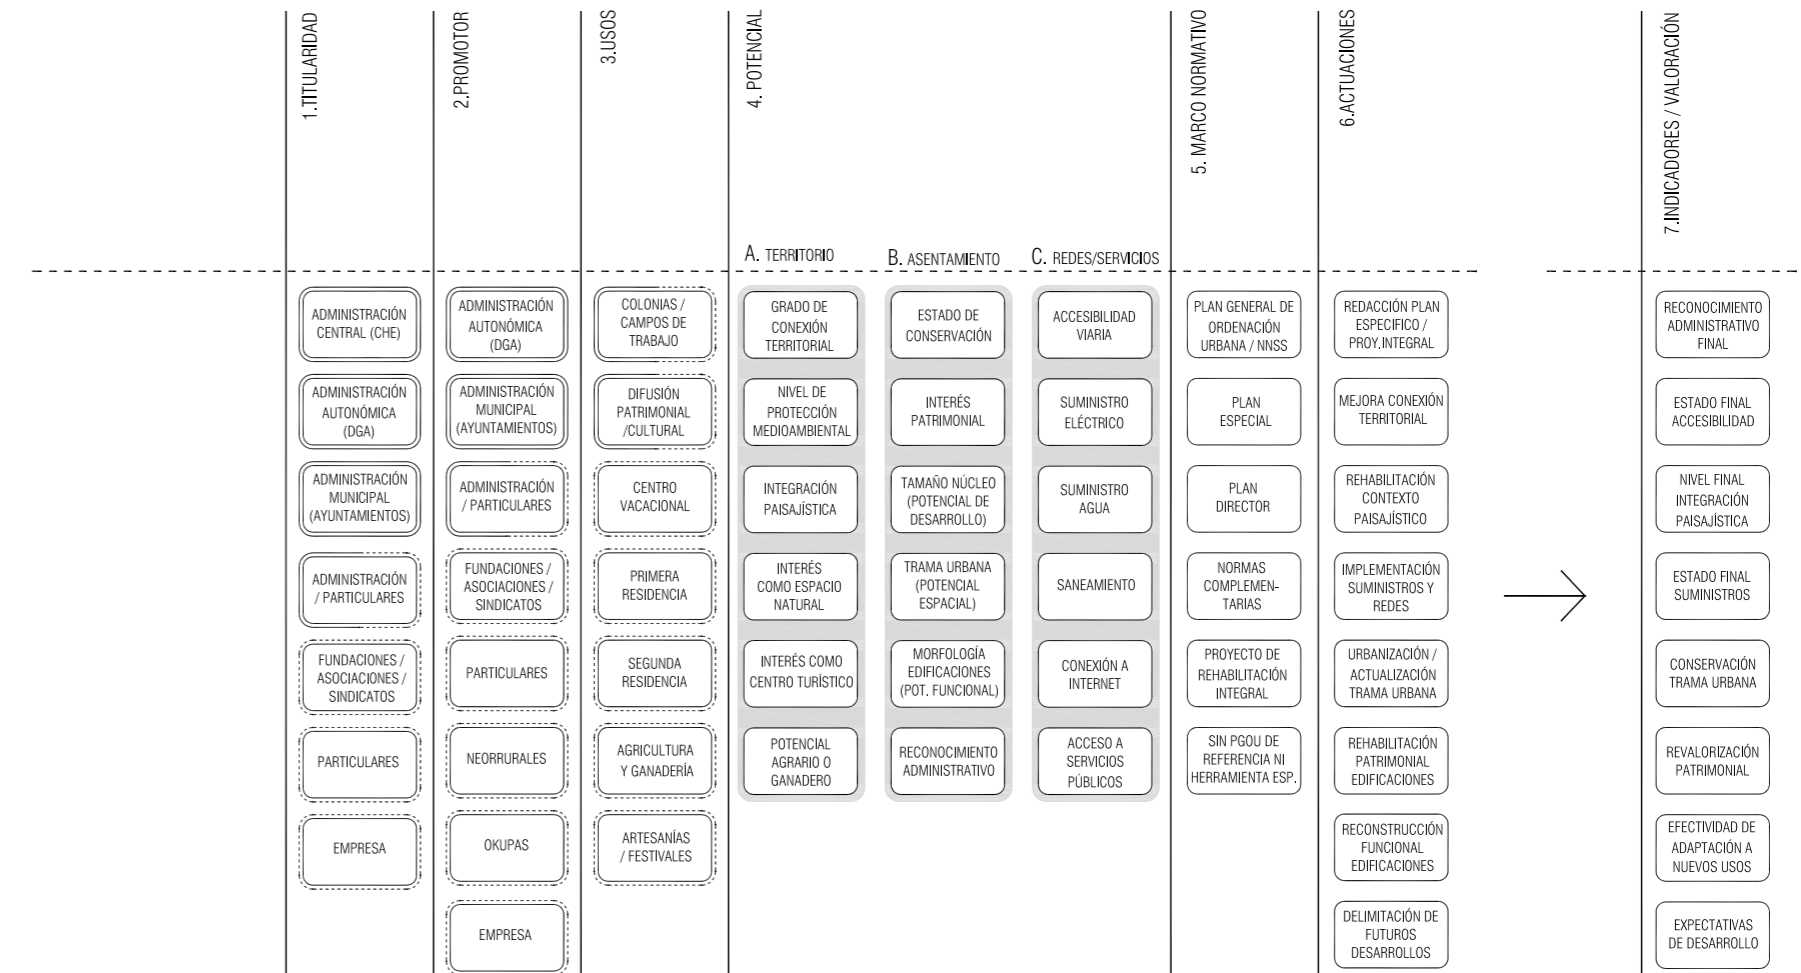 1.TITULARIDAD
2.PROMOTOR
3.USOS
4. POTENCIAL
5. MARCO NORMATIVO
6.ACTUACIONES
7.INDICADORES / VALORACIÓN
A. TERRITORIO
B. ASENTAMIENTO
C. REDES/SERVICIOS
ADMINISTRACIÓN
CENTRAL (CHE)
ADMINISTRACIÓN
AUTONÓMICA
(DGA)
ADMINISTRACIÓN
MUNICIPAL
(AYUNTAMIENTOS)
ADMINISTRACIÓN
/ PARTICULARES
FUNDACIONES /
ASOCIACIONES /
SINDICATOS
PARTICULARES
EMPRESA
ADMINISTRACIÓN
AUTONÓMICA
(DGA)
ADMINISTRACIÓN
MUNICIPAL
(AYUNTAMIENTOS)
ADMINISTRACIÓN
/ PARTICULARES
FUNDACIONES /
ASOCIACIONES /
SINDICATOS
PARTICULARES
NEORRURALES
OKUPAS
EMPRESA
COLONIAS /
CAMPOS DE
TRABAJO
DIFUSIÓN
PATRIMONIAL
/CULTURAL
CENTRO
VACACIONAL
PRIMERA
RESIDENCIA
SEGUNDA
RESIDENCIA
AGRICULTURA
Y GANADERÍA
ARTESANÍAS
/ FESTIVALES
GRADO DE
CONEXIÓN
TERRITORIAL
NIVEL DE
PROTECCIÓN
MEDIOAMBIENTAL
INTEGRACIÓN
PAISAJÍSTICA
INTERÉS
COMO ESPACIO
NATURAL
INTERÉS COMO
CENTRO TURÍSTICO
POTENCIAL
AGRARIO O
GANADERO
ESTADO DE
CONSERVACIÓN
INTERÉS
PATRIMONIAL
TAMAÑO NÚCLEO
(POTENCIAL DE
DESARROLLO)
TRAMA URBANA
(POTENCIAL
ESPACIAL)
MORFOLOGÍA
EDIFICACIONES
(POT. FUNCIONAL)
RECONOCIMIENTO
ADMINISTRATIVO
ACCESIBILIDAD
VIARIA
SUMINISTRO
ELÉCTRICO
SUMINISTRO
AGUA
SANEAMIENTO
CONEXIÓN A
INTERNET
ACCESO A
SERVICIOS
PÚBLICOS
PLAN GENERAL DE
ORDENACIÓN
URBANA / NNSS
PLAN
ESPECIAL
PLAN
DIRECTOR
NORMAS
COMPLEMEN-
TARIAS
PROYECTO DE
REHABILITACIÓN
INTEGRAL
SIN PGOU DE
REFERENCIA NI
HERRAMIENTA ESP.
REDACCIÓN PLAN
ESPECIFICO /
PROY.INTEGRAL
MEJORA CONEXIÓN
TERRITORIAL
REHABILITACIÓN
CONTEXTO
PAISAJÍSTICO
IMPLEMENTACIÓN
SUMINISTROS Y
REDES
URBANIZACIÓN /
ACTUALIZACIÓN
TRAMA URBANA
REHABILITACIÓN
PATRIMONIAL
EDIFICACIONES
RECONSTRUCCIÓN
FUNCIONAL
EDIFICACIONES
DELIMITACIÓN DE
FUTUROS
DESARROLLOS
RECONOCIMIENTO
ADMINISTRATIVO
FINAL
ESTADO FINAL
ACCESIBILIDAD
NIVEL FINAL
INTEGRACIÓN
PAISAJÍSTICA
ESTADO FINAL
SUMINISTROS
CONSERVACIÓN
TRAMA URBANA
REVALORIZACIÓN
PATRIMONIAL
EFECTIVIDAD DE
ADAPTACIÓN A
NUEVOS USOS
EXPECTATIVAS
DE DESARROLLO